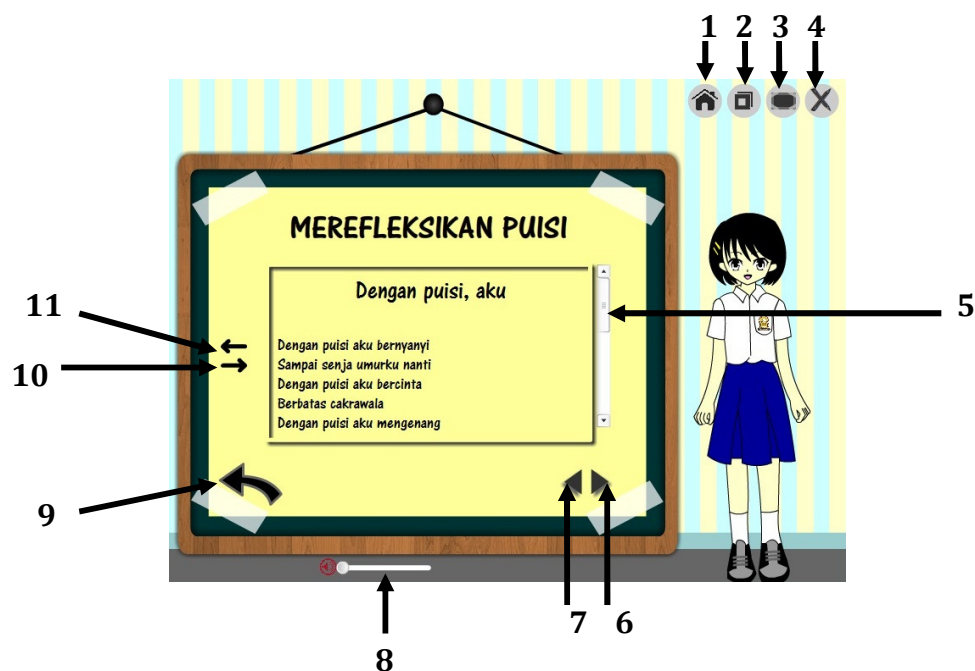 1 2 3 4
MEREFLEKSIKAN PUISI
Dengan puisi, aku
11
5
Dengan puisi aku bernyanyi
10
Sampai senja umurku nanti
Dengan puisi aku bercinta
Berbatas cakrawala
Dengan puisi aku mengenang
9
7 6
8